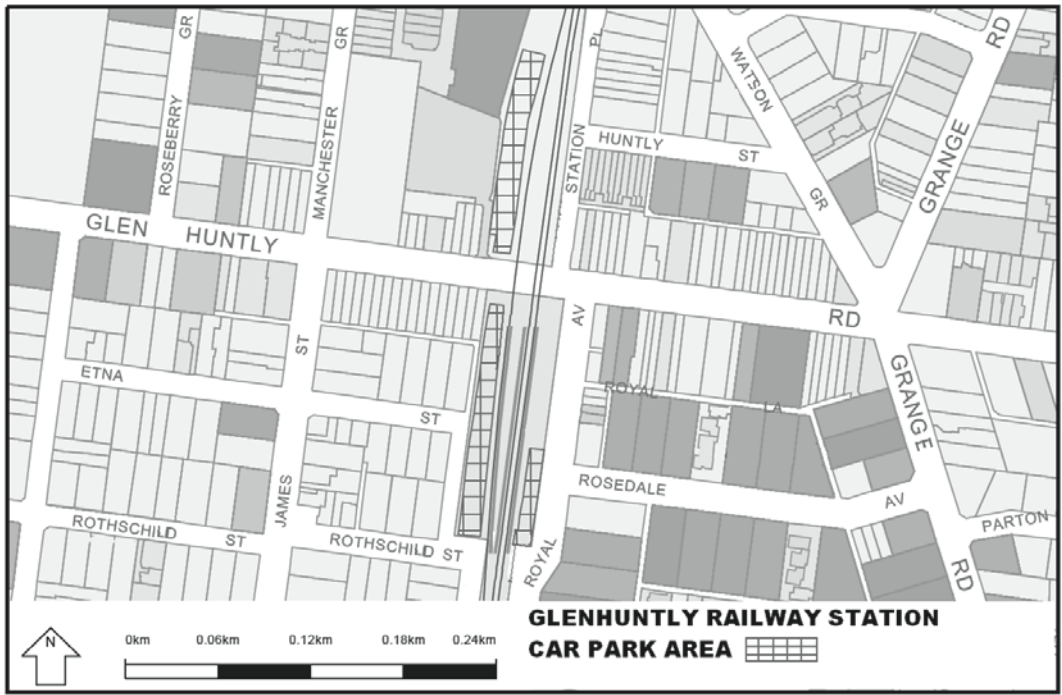 ROSEBERRY GR
MANCHESTER GR
STATION PL
WATSON GR
GRANGE RD
HUNTLY ST
GLEN HUNTLY RD
ST
AV
ETNA ST
ROYAL LA
GRANGE RD
JAMES
ROSEDALE AV
ROTHSCHILD ST
ROTHSCHILD ST
ROYAL
PARTON
GLENHUNTLY RAILWAY STATION
CAR PARK AREA
N
0km 0.06km 0.12km 0.18km 0.24km